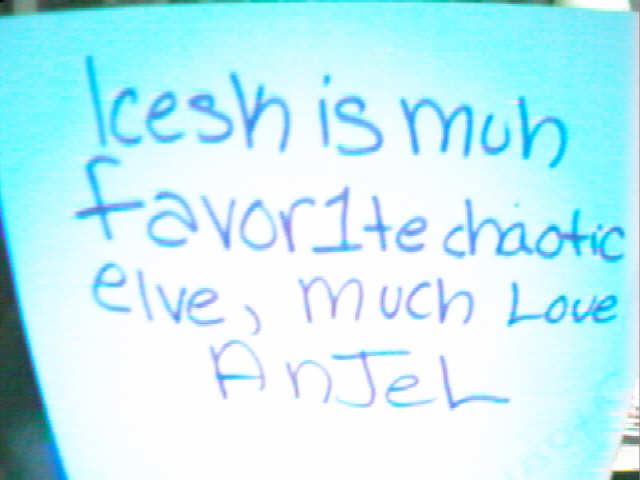 Icesh is muh
favor1te chaotic
elve, much Love
AnJeL